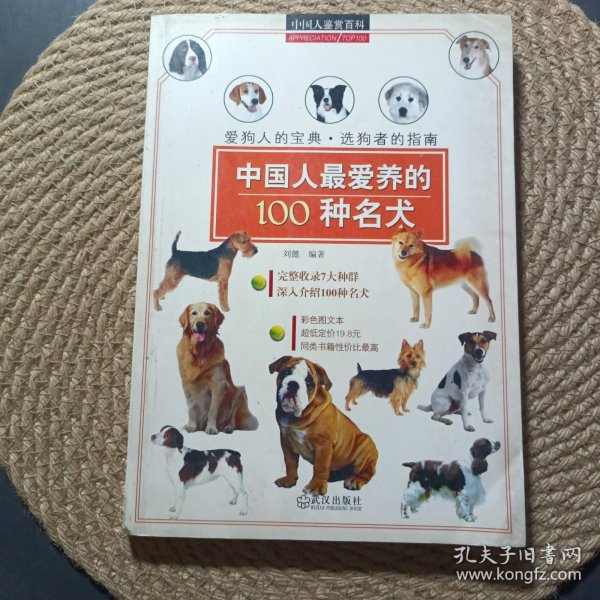 中国人鉴赏百科
APPRECIATION/TOP100
爱狗人的宝典·选狗者的指南
中国人最爱养的
100种名犬
刘懿 编著
完整收录7大种群
深入介绍100种名犬
彩色图文本
超低定价19.8元
同类书籍性价比最高
武汉出版社
WUHAN PUBLISHING HOUSE
孔夫子旧书网
www.kongfz.com